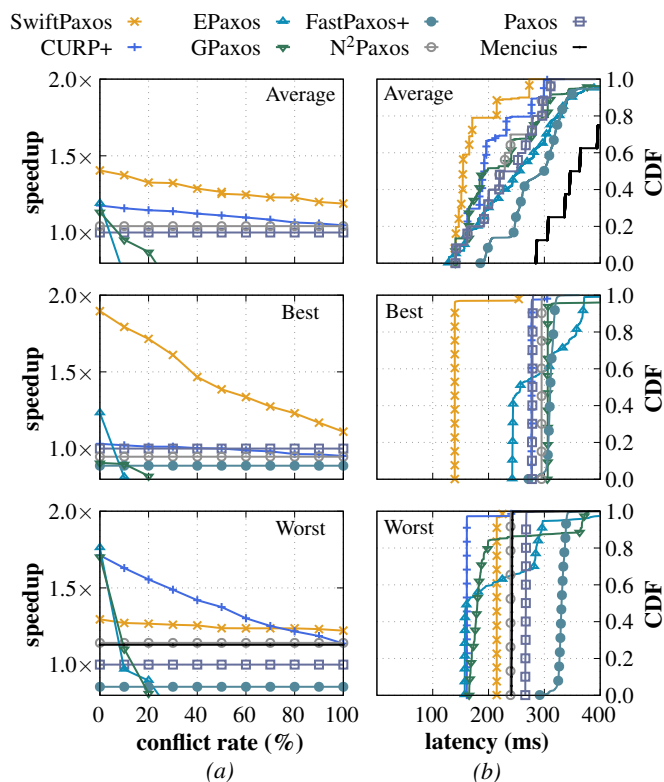 SwiftPaxos EPaxos FastPaxos+ Paxos
CURP+ GPaxos N²Paxos Mencius
2.0× Average Average 1.0
0.8
1.5× 0.6
speedup CDF
0.4
1.0× 0.2
0.0
2.0× Best Best 1.0
0.8
1.5× 0.6
speedup CDF
0.4
1.0× 0.2
0.0
2.0× Worst Worst 1.0
0.8
1.5× 0.6
speedup CDF
0.4
1.0× 0.2
0.0
0 20 40 60 80 100 100 200 300 400
conflict rate (%) latency (ms)
(a) (b)